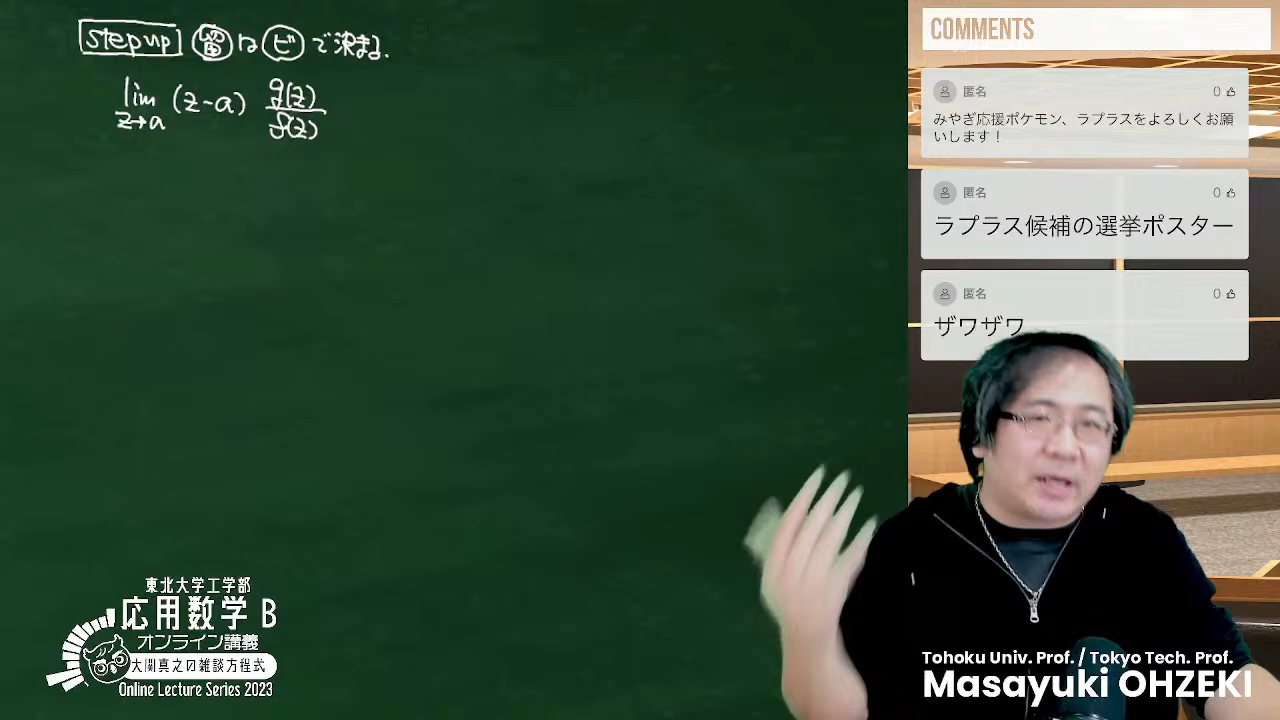 step up 留はビで決まる.
lim z→a (z-a) g(z)/f(z)
COMMENTS
匿名 0
みやぎ応援ポケモン、ラプラスをよろしくお願
いします！
匿名 0
ラプラス候補の選挙ポスター
匿名 0
ザワザワ
東北大学工学部
応用数学 B
オンライン講義
大関真之の雑談方程式
Online Lecture Series 2023
Tohoku Univ. Prof. / Tokyo Tech. Prof.
Masayuki OHZEKI